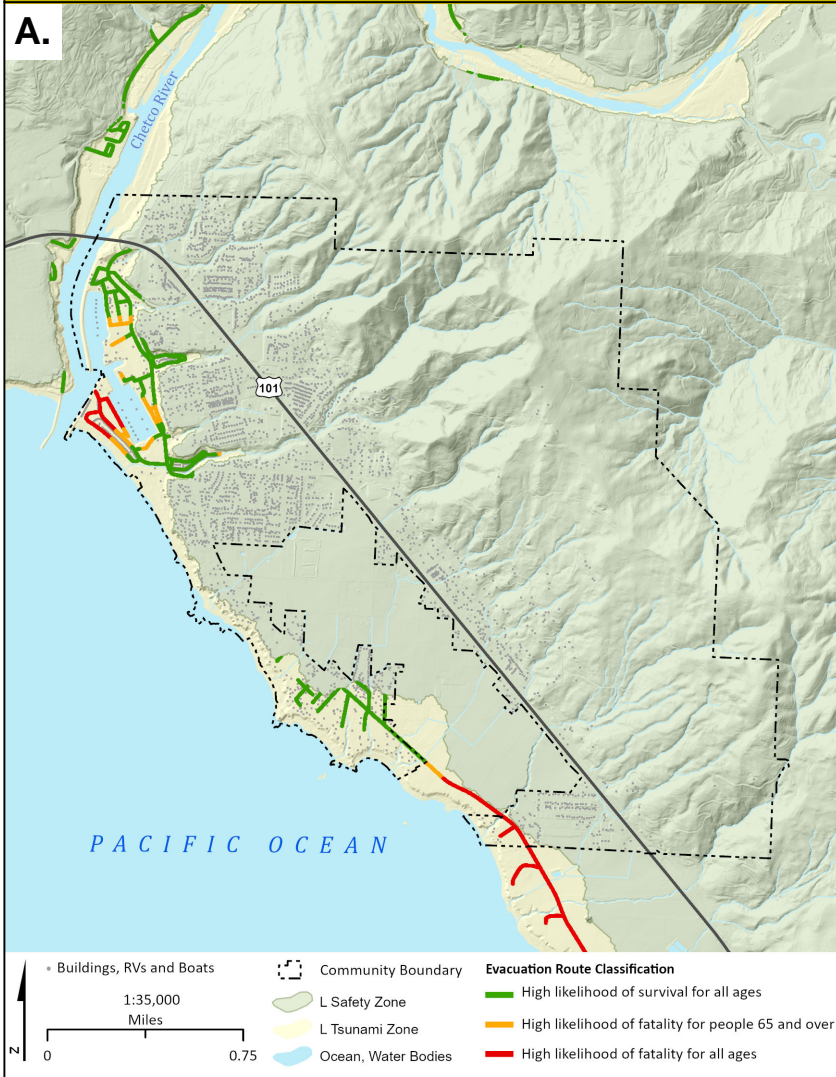 A.
Chetco River
101
PACIFIC OCEAN
Buildings, RVs and Boats
1:35,000
Miles
0 0.75
N
Community Boundary
L Safety Zone
L Tsunami Zone
Ocean, Water Bodies
Evacuation Route Classification
High likelihood of survival for all ages
High likelihood of fatality for people 65 and over
High likelihood of fatality for all ages